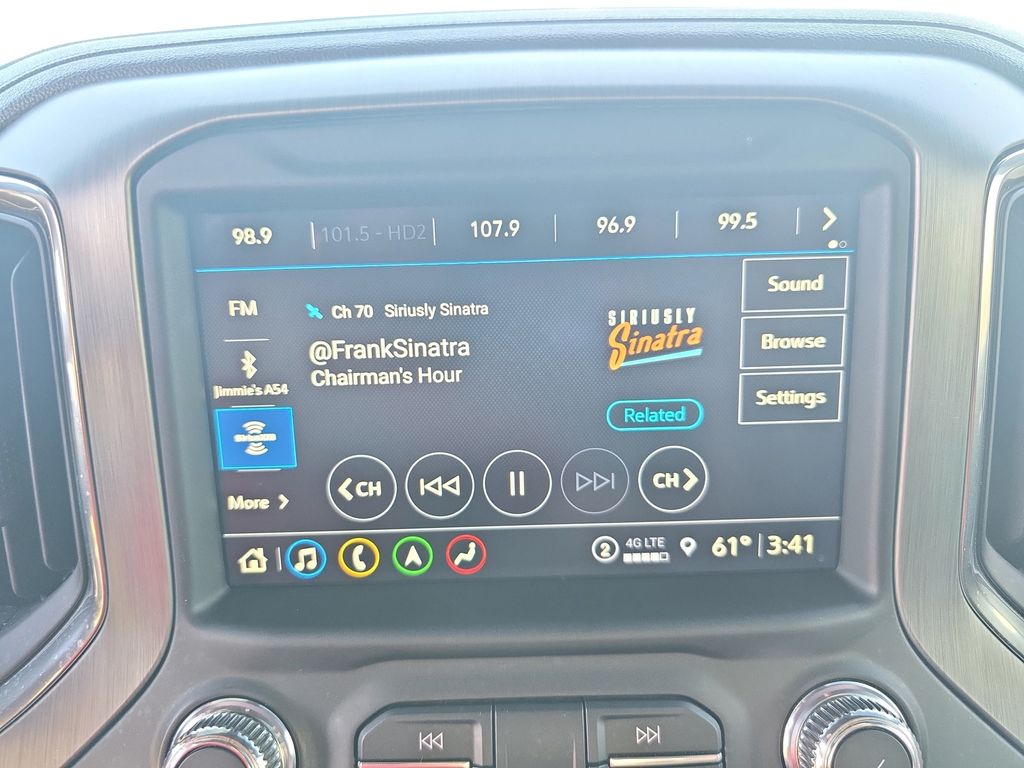 98.9 101.5 - HD2 107.9 96.9 99.5
FM
Ch 70 Siriusly Sinatra
SIRIUSLY
Sinatra
Sound
@FrankSinatra
Browse
Jimmie's A54
Chairman's Hour
Settings
SiriusXM
Related
More
CH
CH
2
4G LTE
61° 3:41